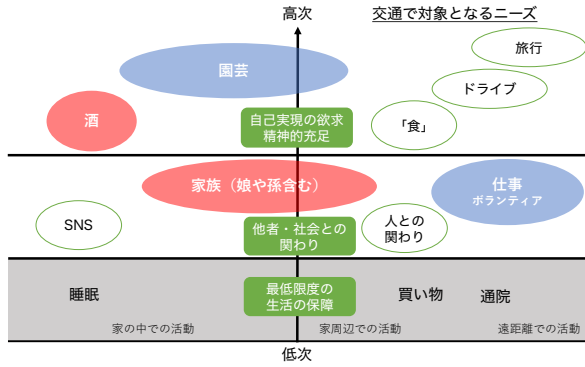 高次
交通で対象となるニーズ
旅行
園芸
ドライブ
酒
自己実現の欲求
精神的充足
「食」
家族（娘や孫含む）
仕事
ボランティア
SNS
他者・社会との
関わり
人との
関わり
睡眠
最低限度の
生活の保障
買い物
通院
家の中での活動
家周辺での活動
遠距離での活動
低次